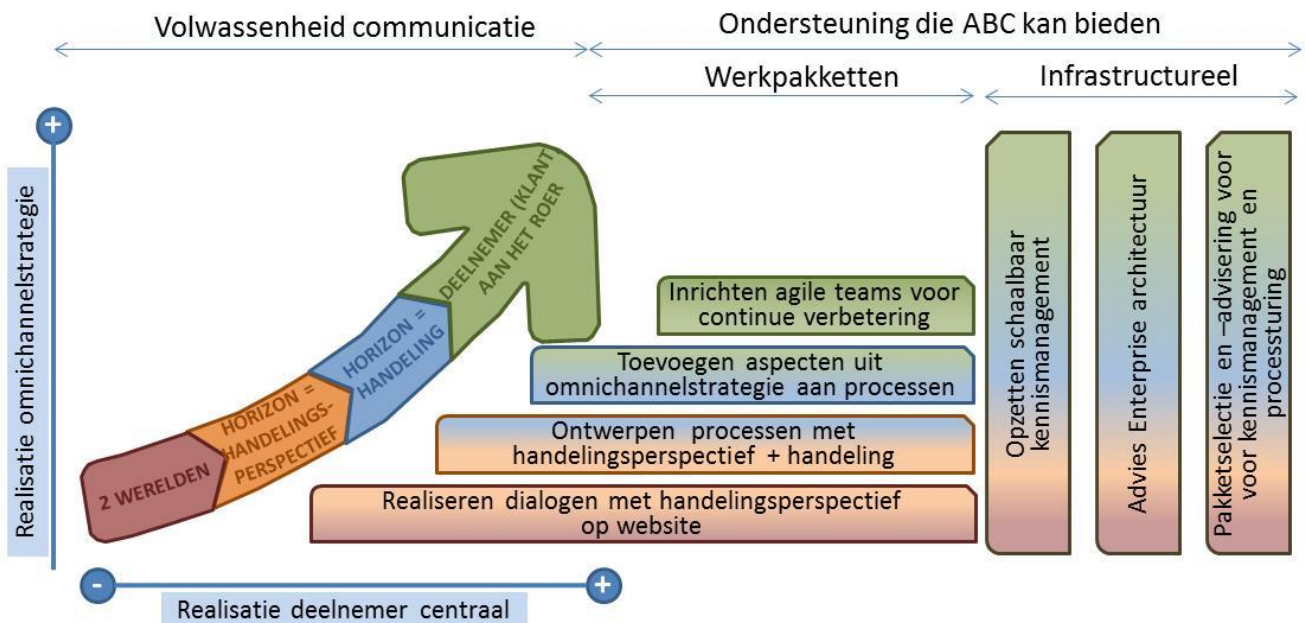 Volwassenheid communicatie
Ondersteuning die ABC kan bieden
Werkpakketten
Infrastructureel
+
Realisatie omnichannelstrategie
2 WERELDEN
HORIZON =
HANDELINGS-
PERSPECTIEF
HORIZON =
HANDELING
DEELNEMER (KLANT)
AAN HET ROER
Inrichten agile teams voor
continue verbetering
Toevoegen aspecten uit
omnichannelstrategie aan processen
Ontwerpen processen met
handelingsperspectief + handeling
Realiseren dialogen met handelingsperspectief
op website
Opzetten schaalbaar
kennismanagement
Advies Enterprise architectuur
Pakketselectie en –advisering voor
voor kennismanagement en
processturing
-
+
Realisatie deelnemer centraal